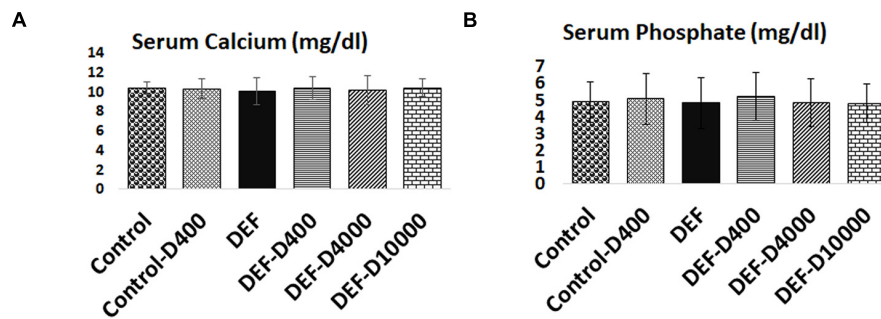 A
Serum Calcium (mg/dl)
14
12
10
8
6
4
2
0
Control
Control-D400
DEF
DEF-D400
DEF-D4000
DEF-D10000
B
Serum Phosphate (mg/dl)
7
6
5
4
3
2
1
0
Control
Control-D400
DEF
DEF-D400
DEF-D4000
DEF-D10000